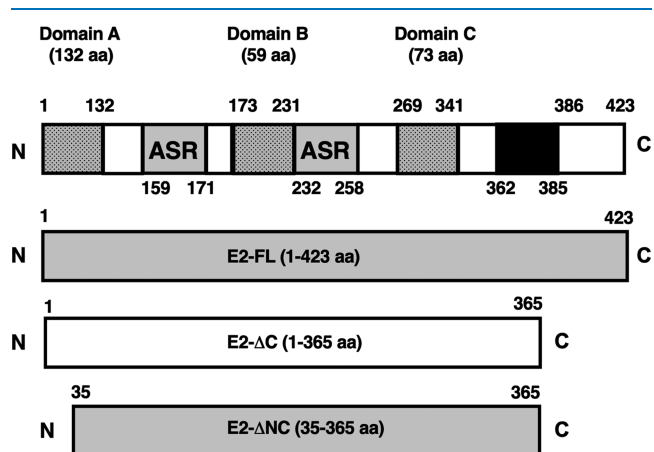 Domain A Domain B Domain C
(132 aa) (59 aa) (73 aa)
1 132 173 231 269 341 386 423
N ASR ASR C
159 171 232 258 362 385
1 423
N E2-FL (1-423 aa) C
1 365
N E2-ΔC (1-365 aa) C
35 365
N E2-ΔNC (35-365 aa) C